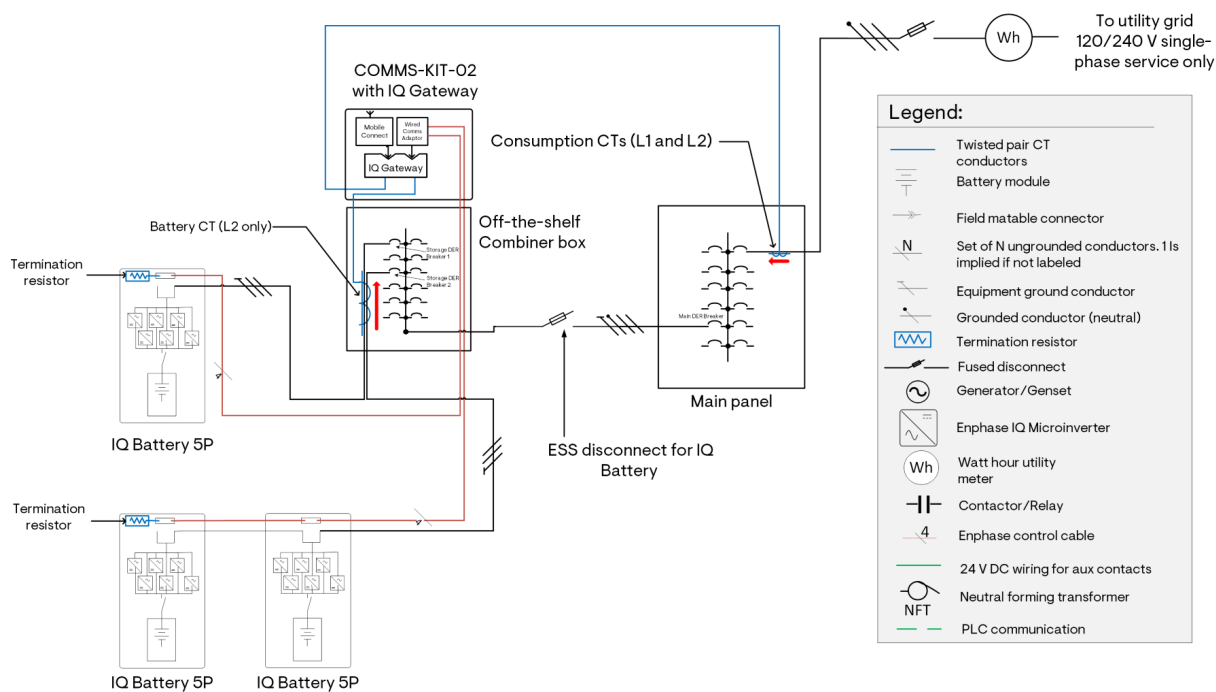 To utility grid
120/240 V single-
phase service only
Wh
COMMS-KIT-02
with IQ Gateway
Mobile
Connect
Wired
Comms
Adaptor
IQ Gateway
Consumption CTs (L1 and L2)
Battery CT (L2 only)
Off-the-shelf
Combiner box
Storage DER
Breaker 1
Storage DER
Breaker 2
Termination
resistor
4
IQ Battery 5P
Main DER Breaker
Main panel
ESS disconnect for IQ
Battery
Termination
resistor
4
IQ Battery 5P
IQ Battery 5P
Legend:
Twisted pair CT
conductors
Battery module
Field matable connector
N
Set of N ungrounded conductors. 1 Is
implied if not labeled
Equipment ground conductor
Grounded conductor (neutral)
Termination resistor
Fused disconnect
Generator/Genset
Enphase IQ Microinverter
Wh
Watt hour utility
meter
Contactor/Relay
4
Enphase control cable
24 V DC wiring for aux contacts
NFT
Neutral forming transformer
PLC communication